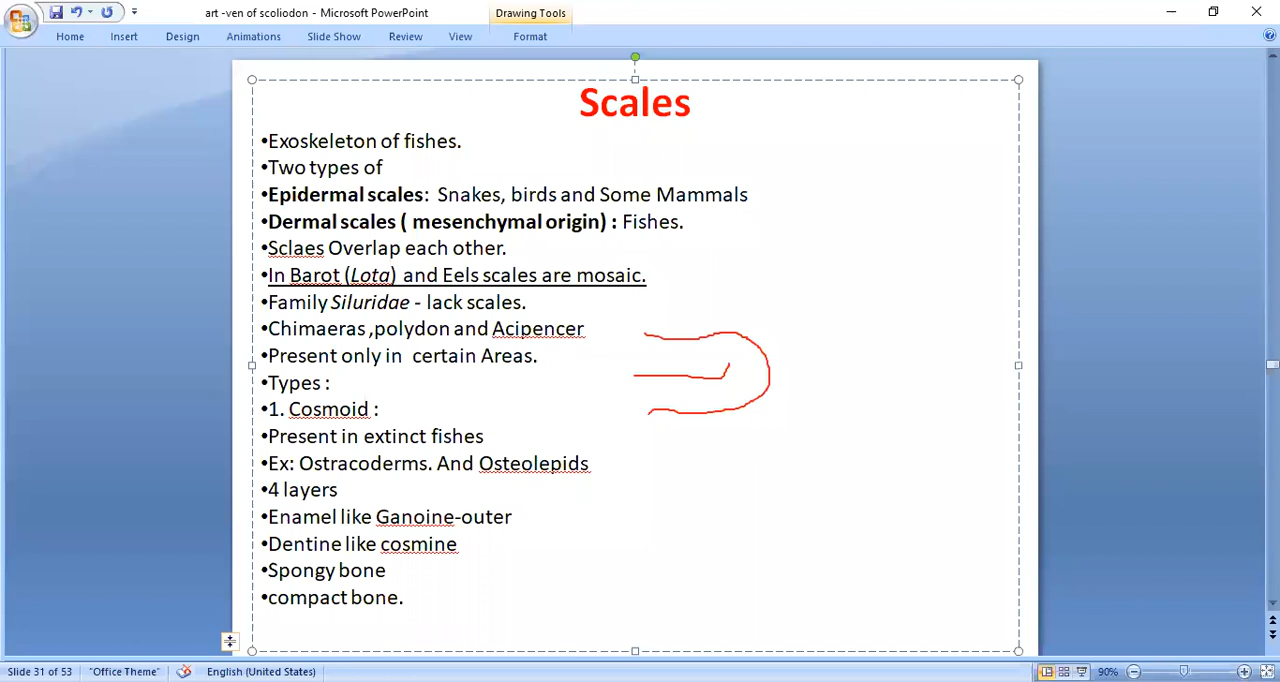 art -ven of scoliodon - Microsoft PowerPoint
Drawing Tools
Home Insert Design Animations Slide Show Review View Format
Scales
•Exoskeleton of fishes.
•Two types of
•Epidermal scales: Snakes, birds and Some Mammals
•Dermal scales ( mesenchymal origin) : Fishes.
•Sclaes Overlap each other.
•In Barot (Lota) and Eels scales are mosaic.
•Family Siluridae - lack scales.
•Chimaeras ,polydon and Acipencer
•Present only in certain Areas.
•Types :
•1. Cosmoid :
•Present in extinct fishes
•Ex: Ostracoderms. And Osteolepids
•4 layers
•Enamel like Ganoine-outer
•Dentine like cosmine
•Spongy bone
•compact bone.
Slide 31 of 53 "Office Theme" English (United States) 90%